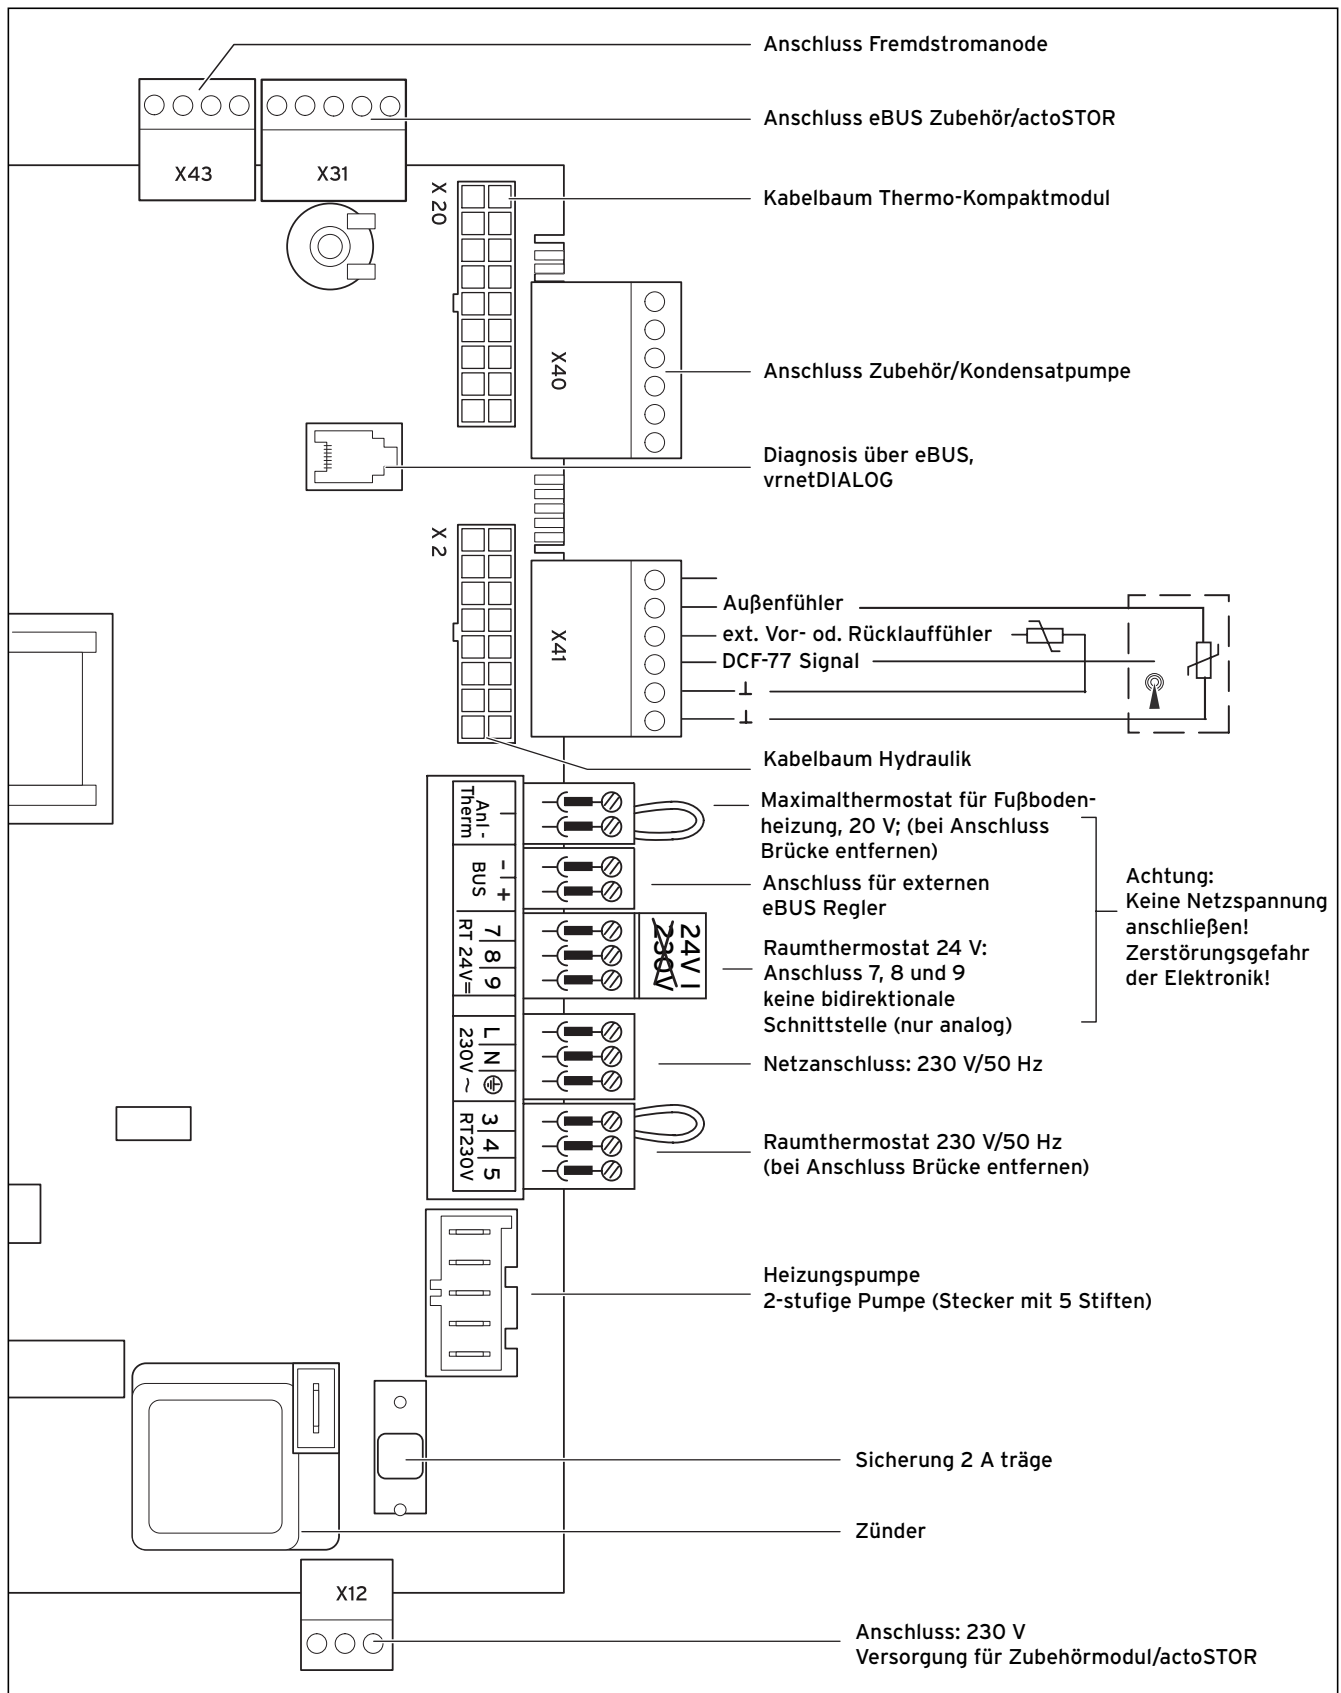 Anschluss Fremdstromanode
Anschluss eBUS Zubehör/actoSTOR
X43
X31
X 20
Kabelbaum Thermo-Kompaktmodul
X40
Anschluss Zubehör/Kondensatpumpe
Diagnosis über eBUS,
vrnetDIALOG
X 2
X41
Außenfühler
ext. Vor- od. Rücklauffühler
DCF-77 Signal
Kabelbaum Hydraulik
Anl-
Therm
Maximalthermostat für Fußboden-
heizung, 20 V; (bei Anschluss
Brücke entfernen)
- +
BUS
Anschluss für externen
eBUS Regler
7 8 9
RT 24V=
24V
230V
Raumthermostat 24 V:
Anschluss 7, 8 und 9
keine bidirektionale
Schnittstelle (nur analog)
Achtung:
Keine Netzspannung
anschließen!
Zerstörungsgefahr
der Elektronik!
L N
230V ~
Netzanschluss: 230 V/50 Hz
3 4 5
RT230V
Raumthermostat 230 V/50 Hz
(bei Anschluss Brücke entfernen)
Heizungspumpe
2-stufige Pumpe (Stecker mit 5 Stiften)
Sicherung 2 A träge
Zünder
X12
Anschluss: 230 V
Versorgung für Zubehörmodul/actoSTOR